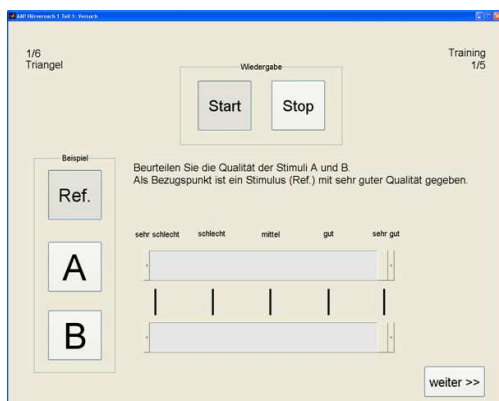 AAP Hörversuch 1 Teil 1: Versuch
1/6
Triangel
Training
1/5
Wiedergabe
Start
Stop
Beispiel
Ref.
A
B
Beurteilen Sie die Qualität der Stimuli A und B.
Als Bezugspunkt ist ein Stimulus (Ref.) mit sehr guter Qualität gegeben.
sehr schlecht schlecht mittel gut sehr gut
weiter >>